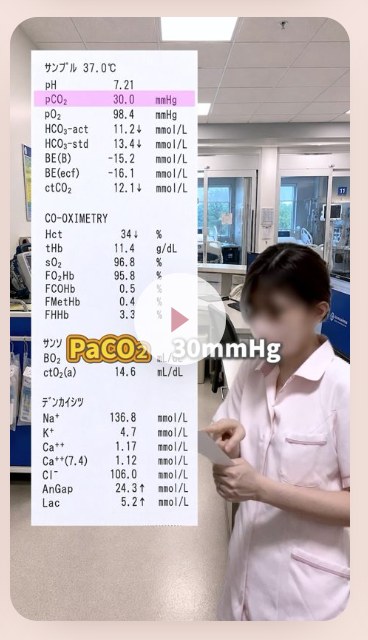 サンプル 37.0℃
pH 7.21
pCO₂ 30.0 mmHg
pO₂ 98.4 mmHg
HCO₃-act 11.2↓ mmol/L
HCO₃-std 13.4↓ mmol/L
BE(B) -15.2 mmol/L
BE(ecf) -16.1 mmol/L
ctCO₂ 12.1↓ mmol/L
CO-OXIMETRY
Hct 34↓ %
tHb 11.4 g/dL
sO₂ 96.8 %
FO₂Hb 95.8 %
FCOHb 0.5 %
FMetHb 0.4 %
FHHb 3.3 %
サンソ
PaCO₂ 30mmHg
BO₂ mL/dL
ctO₂(a) 14.6 mL/dL
デンカイシツ
Na⁺ 136.8 mmol/L
K⁺ 4.7 mmol/L
Ca⁺⁺ 1.17 mmol/L
Ca⁺⁺(7.4) 1.12 mmol/L
Cl⁻ 106.0 mmol/L
AnGap 24.3↑ mmol/L
Lac 5.2↑ mmol/L
11